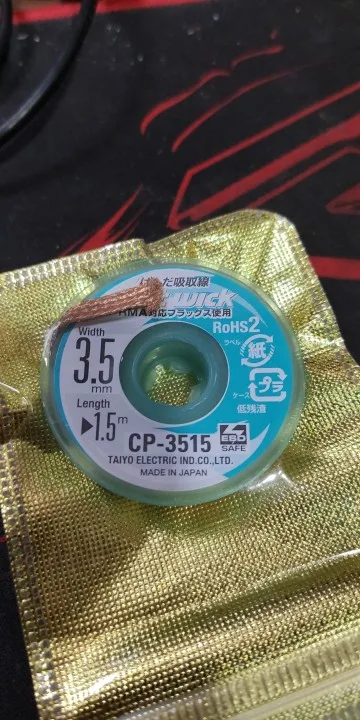 はんだ吸収線
wick
RMA対応フラックス使用
RoHS2
Width
3.5
mm
ラベル
紙
プラ
ケース
Length
▶1.5m
低残渣
CP-3515
ESD
SAFE
TAIYO ELECTRIC IND.CO.,LTD.
MADE IN JAPAN